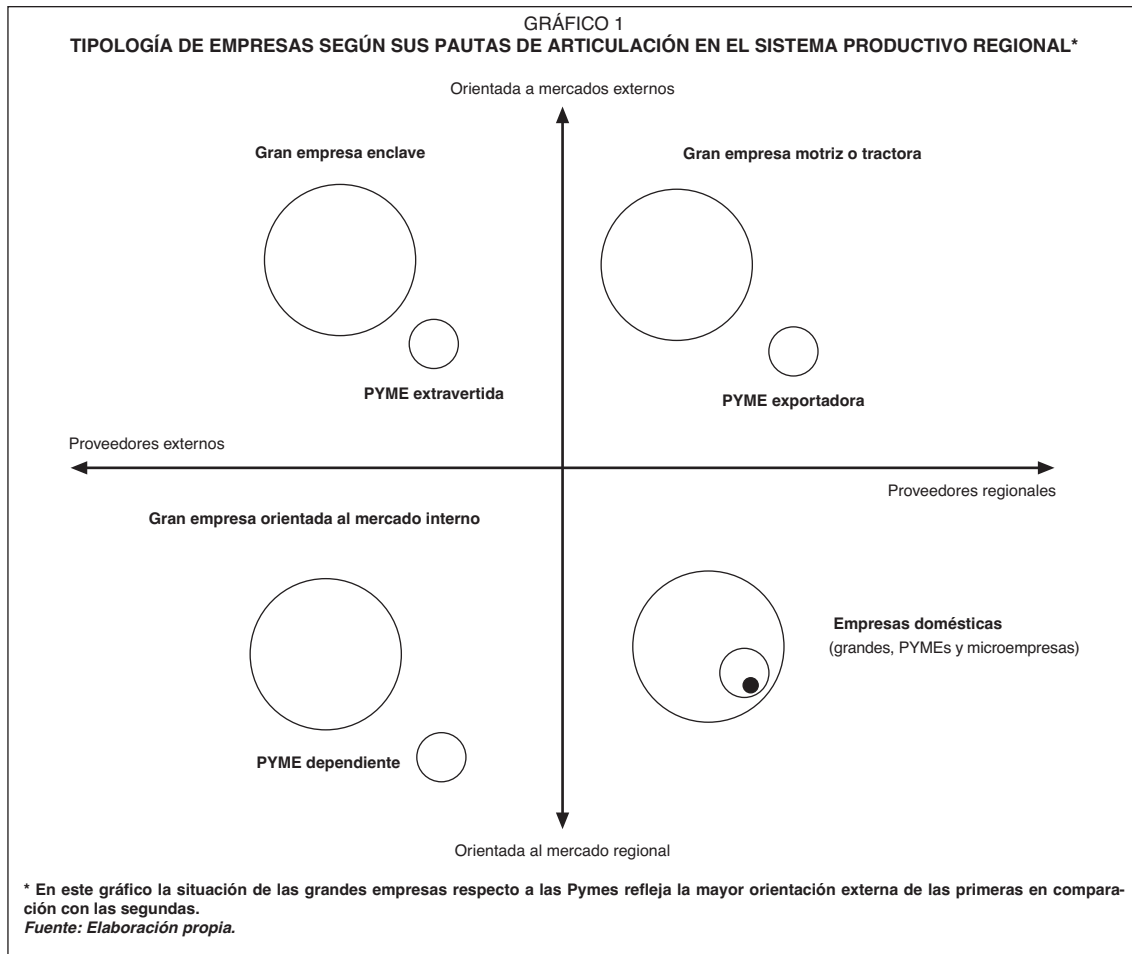 GRÁFICO 1
TIPOLOGÍA DE EMPRESAS SEGÚN SUS PAUTAS DE ARTICULACIÓN EN EL SISTEMA PRODUCTIVO REGIONAL*
Orientada a mercados externos
Gran empresa enclave
Gran empresa motriz o tractora
PYME extravertida
PYME exportadora
Proveedores externos
Proveedores regionales
Gran empresa orientada al mercado interno
Empresas domésticas
(grandes, PYMEs y microempresas)
PYME dependiente
Orientada al mercado regional
* En este gráfico la situación de las grandes empresas respecto a las Pymes refleja la mayor orientación externa de las primeras en compara-
ción con las segundas.
Fuente: Elaboración propia.